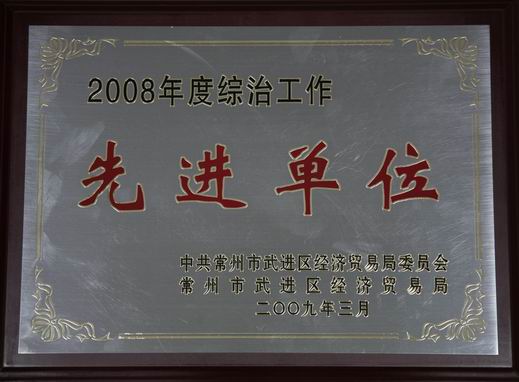 2008年度综治工作
先进单位
中共常州市武进区经济贸易局委员会
常州市武进区经济贸易局
二〇〇九年三月